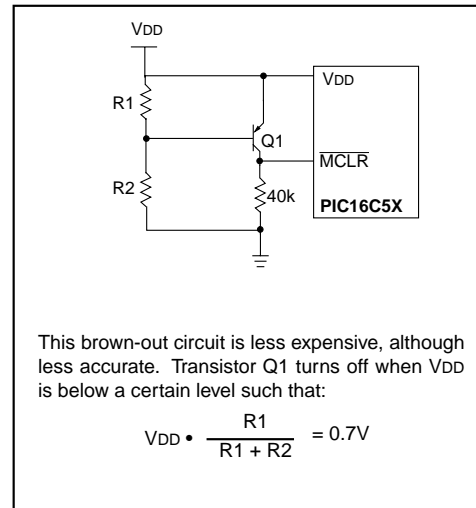 VDD
VDD
R1
Q1
MCLR
R2
40k
PIC16C5X
This brown-out circuit is less expensive, although
less accurate. Transistor Q1 turns off when VDD
is below a certain level such that:
VDD • R1 / R1 + R2 = 0.7V